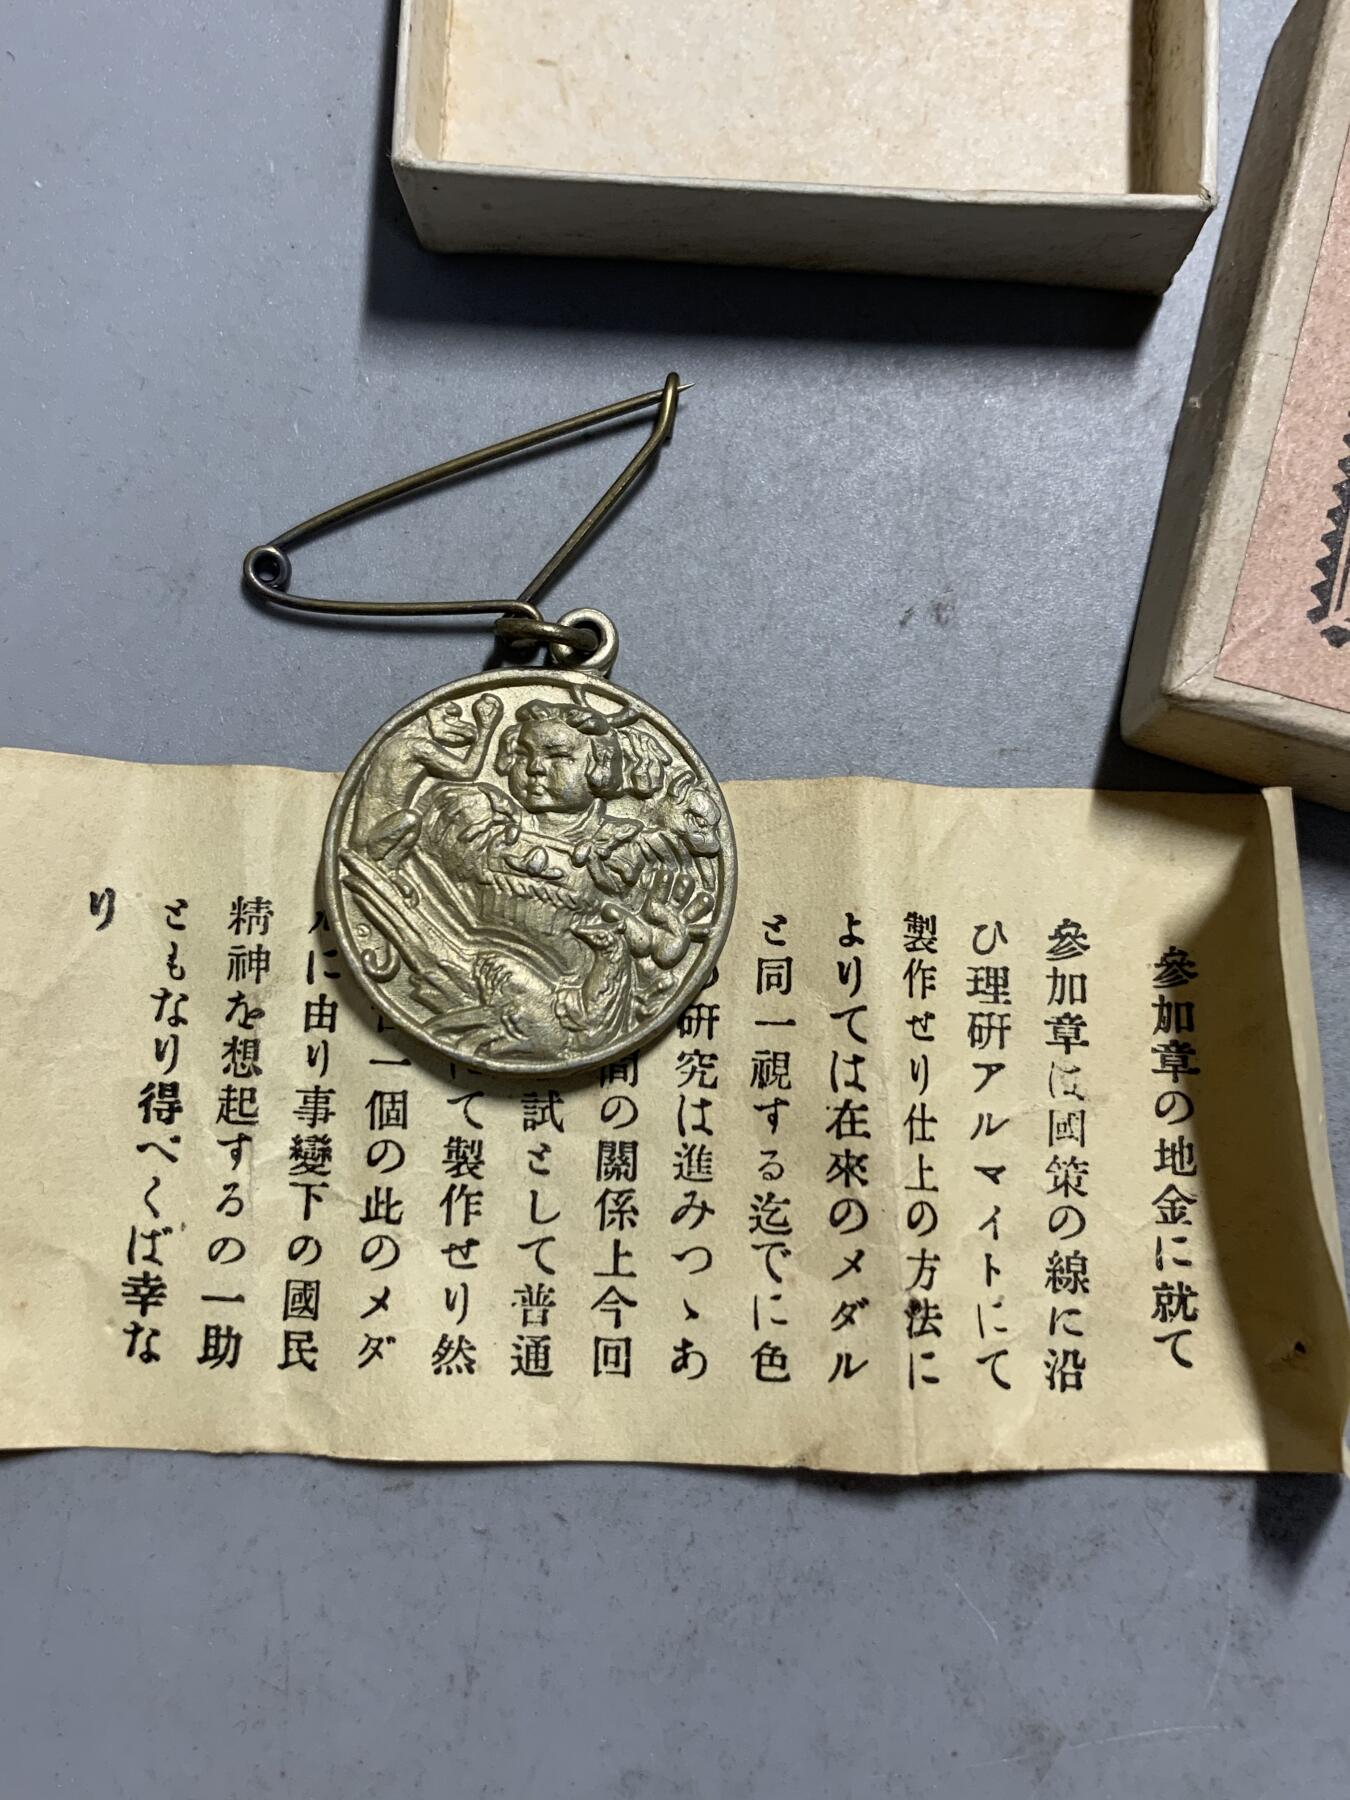 參加章の地金に就て
參加章は國策の線に沿
ひ理研アルマイトにて
製作せり仕上の方法に
よりては在來のメダル
と同一視する迄でに色
研究は進みつゝあ
間の關係上今回
試として普通
にて製作せり然
一個の此のメダ
ルに由り事變下の國民
精神を想起するの一助
ともなり得べくば幸な
り